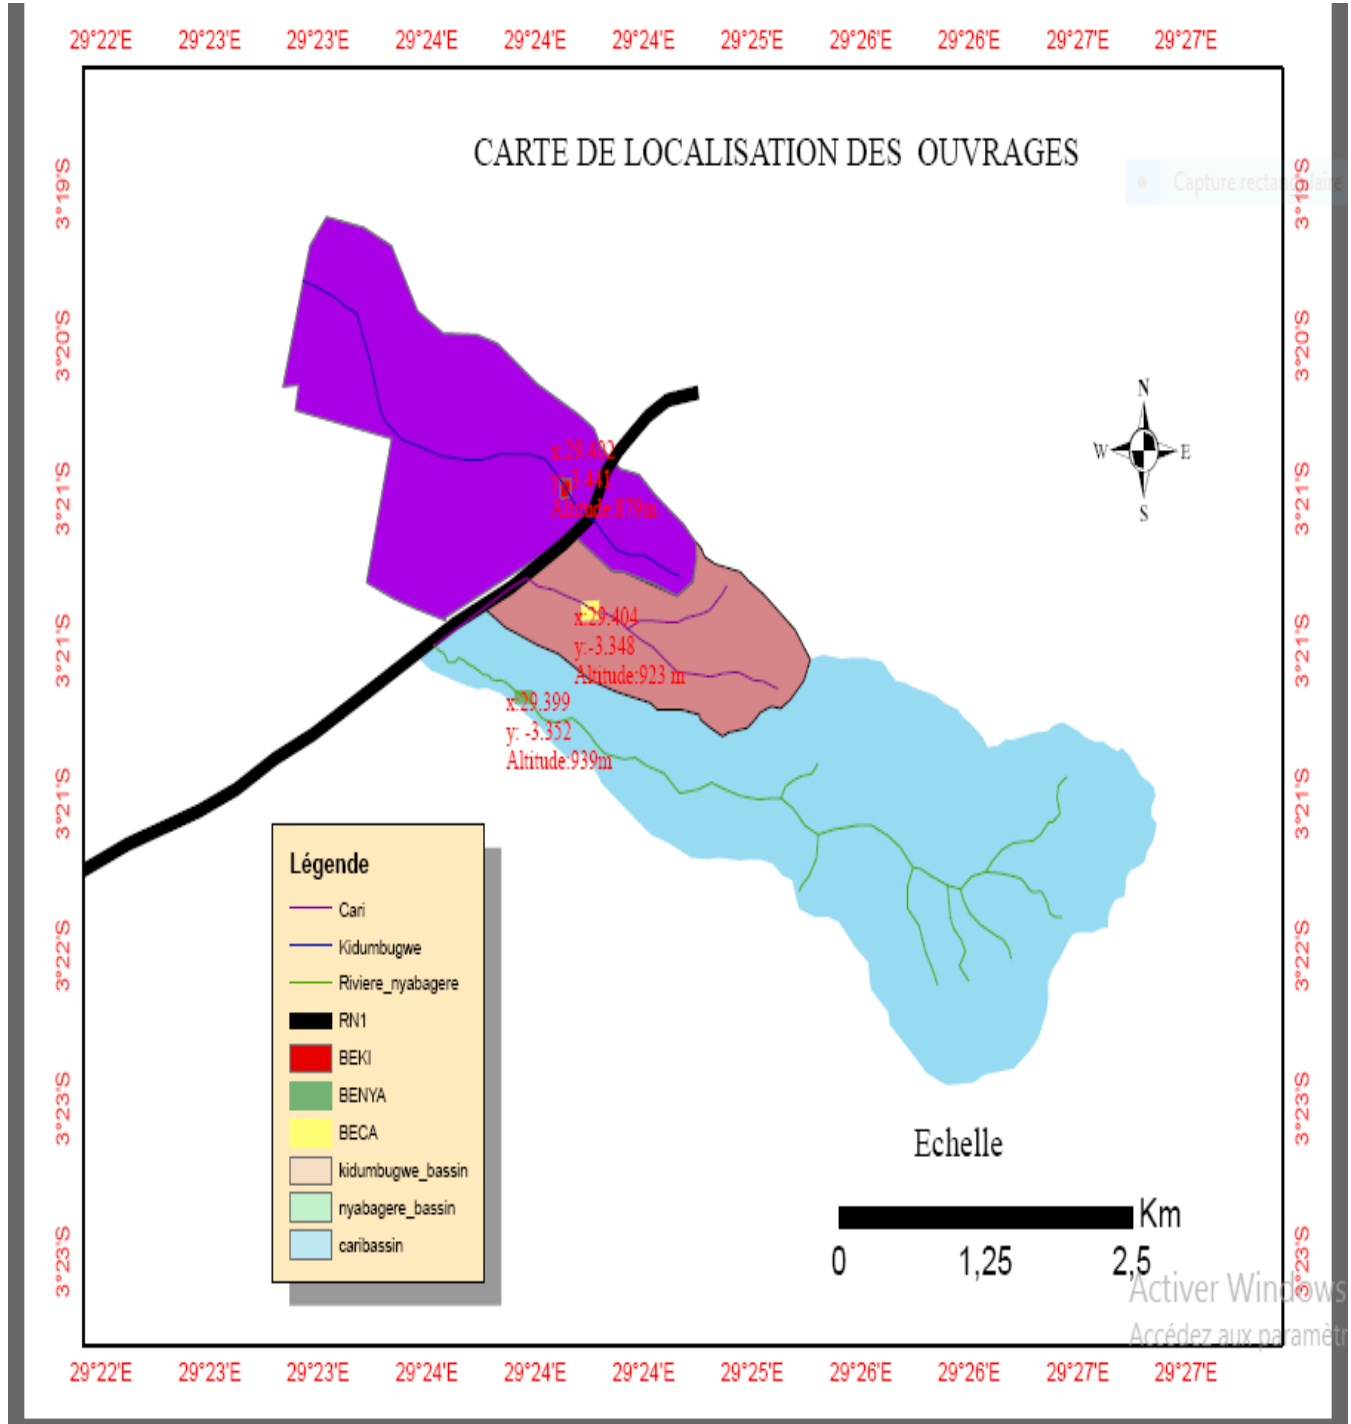 29°22'E 29°23'E 29°23'E 29°24'E 29°24'E 29°24'E 29°25'E 29°26'E 29°26'E 29°27'E 29°27'E
CARTE DE LOCALISATION DES OUVRAGES
Capture rectangulaire
3°19'S 3°19'S
3°20'S 3°20'S
N
W E
S
x:29.402
y:-3.441
Altitude:879m
3°21'S 3°21'S
x:29.404
y:-3.348
Altitude:923 m
3°21'S 3°21'S
x:29.399
y: -3.352
Altitude:939m
3°21'S 3°21'S
Légende
Cari
Kidumbugwe
Riviere_nyabagere
RN1
BEKI
BENYA
BECA
kidumbugwe_bassin
nyabagere_bassin
caribassin
3°22'S 3°22'S
3°23'S 3°23'S
Echelle
Km
0 1,25 2,5
3°23'S 3°23'S
Activer Windows
Accédez aux paramètr
29°22'E 29°23'E 29°23'E 29°24'E 29°24'E 29°24'E 29°25'E 29°26'E 29°26'E 29°27'E 29°27'E